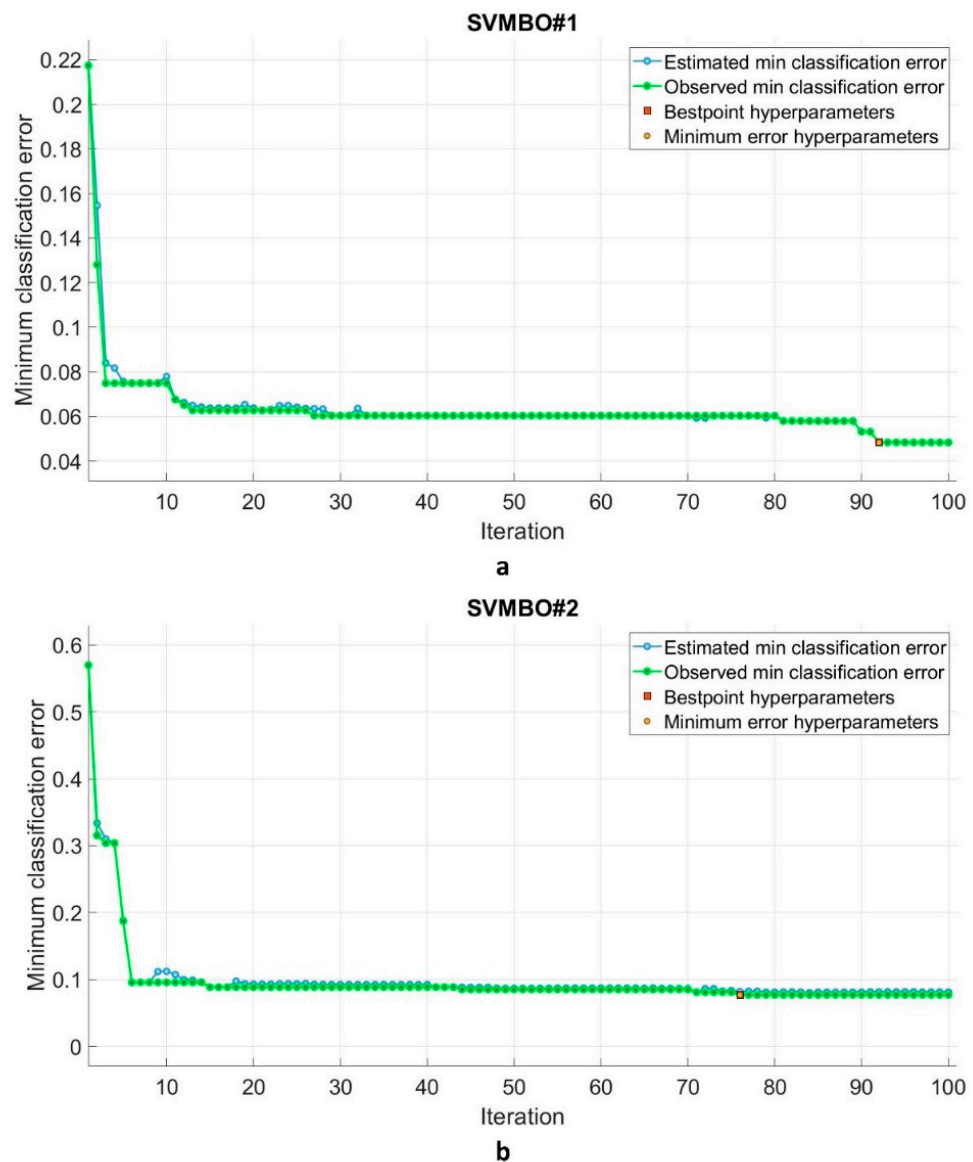 SVMBO#1
Estimated min classification error
Observed min classification error
Bestpoint hyperparameters
Minimum error hyperparameters
Minimum classification error
0.22
0.2
0.18
0.16
0.14
0.12
0.1
0.08
0.06
0.04
10 20 30 40 50 60 70 80 90 100
Iteration
a
SVMBO#2
Estimated min classification error
Observed min classification error
Bestpoint hyperparameters
Minimum error hyperparameters
Minimum classification error
0.6
0.5
0.4
0.3
0.2
0.1
0
10 20 30 40 50 60 70 80 90 100
Iteration
b